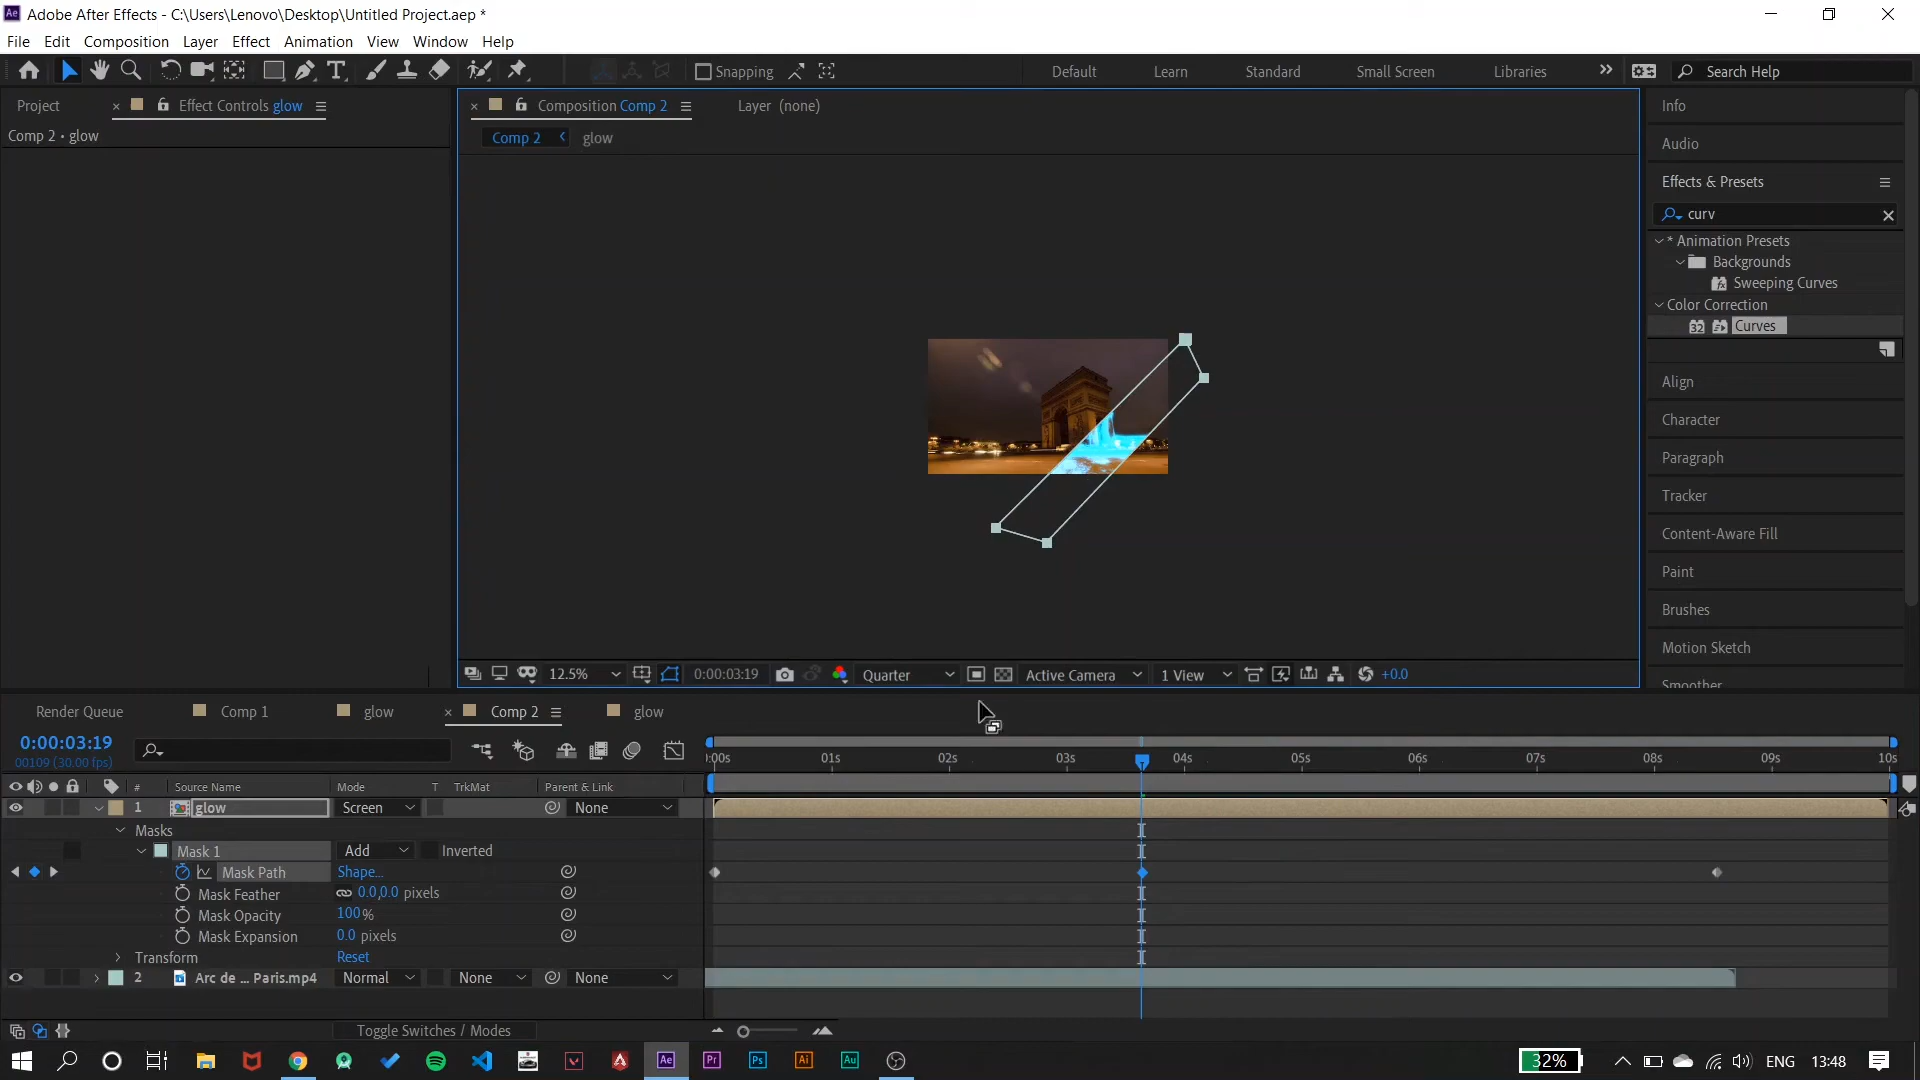 Adobe After Effects - C:\Users\Lenovo\Desktop\Untitled Project.aep *
File Edit Composition Layer Effect Animation View Window Help
Snapping Default Learn Standard Small Screen Libraries Search Help
Project Effect Controls glow
Comp 2 • glow
Composition Comp 2 Layer (none)
Comp 2 glow
Info
Audio
Effects & Presets
curv
* Animation Presets
Backgrounds
Sweeping Curves
Color Correction
32 Curves
Align
Character
Paragraph
Tracker
Content-Aware Fill
Paint
Brushes
Motion Sketch
Smoother
12.5% 0:00:03:19 Quarter Active Camera 1 View +0.0
Render Queue Comp 1 glow Comp 2 glow
0:00:03:19
00109 (30.00 fps)
:00s 01s 02s 03s 04s 05s 06s 07s 08s 09s 10s
# Source Name Mode T TrkMat Parent & Link
1 glow Screen None
Masks
Mask 1 Add Inverted
Mask Path Shape...
Mask Feather 0.0,0.0 pixels
Mask Opacity 100%
Mask Expansion 0.0 pixels
Transform Reset
2 Arc de ... Paris.mp4 Normal None None
Toggle Switches / Modes
Ae Pr Ps Ai Au 32% ENG 13:48